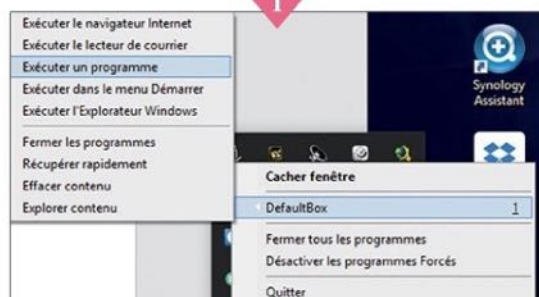 1
Exécuter le navigateur Internet
Exécuter le lecteur de courrier
Exécuter un programme
Exécuter dans le menu Démarrer
Exécuter l'Explorateur Windows
Fermer les programmes
Récupérer rapidement
Effacer contenu
Explorer contenu
Synology
Assistant
Cacher fenêtre
DefaultBox 1
Fermer tous les programmes
Désactiver les programmes Forcés
Quitter